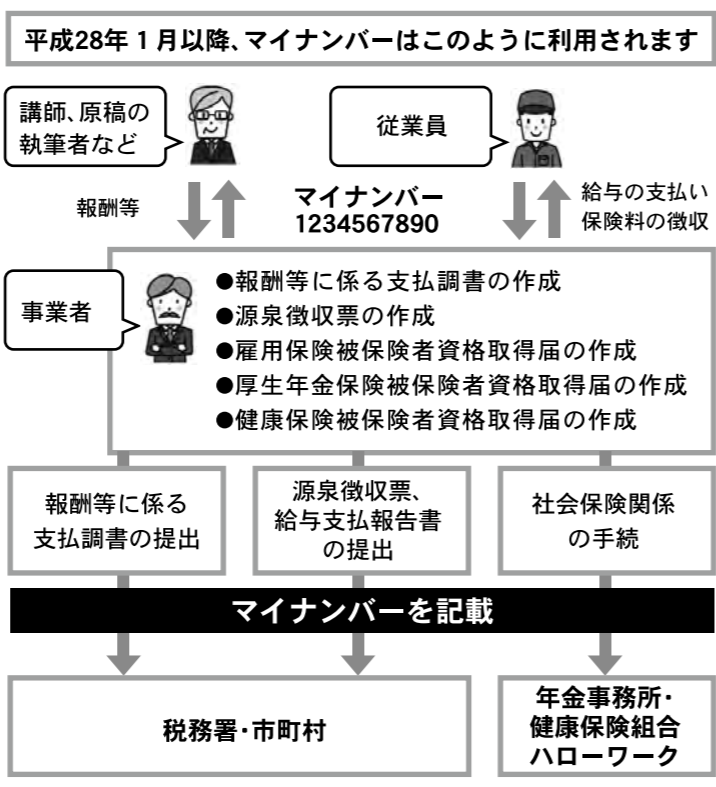 平成28年１月以降、マイナンバーはこのように利用されます
講師、原稿の
執筆者など
従業員
報酬等
マイナンバー
1234567890
給与の支払い
保険料の徴収
事業者
●報酬等に係る支払調書の作成
●源泉徴収票の作成
●雇用保険被保険者資格取得届の作成
●厚生年金保険被保険者資格取得届の作成
●健康保険被保険者資格取得届の作成
報酬等に係る
支払調書の提出
源泉徴収票、
給与支払報告書
の提出
社会保険関係
の手続
マイナンバーを記載
税務署・市町村
年金事務所・
健康保険組合
ハローワーク